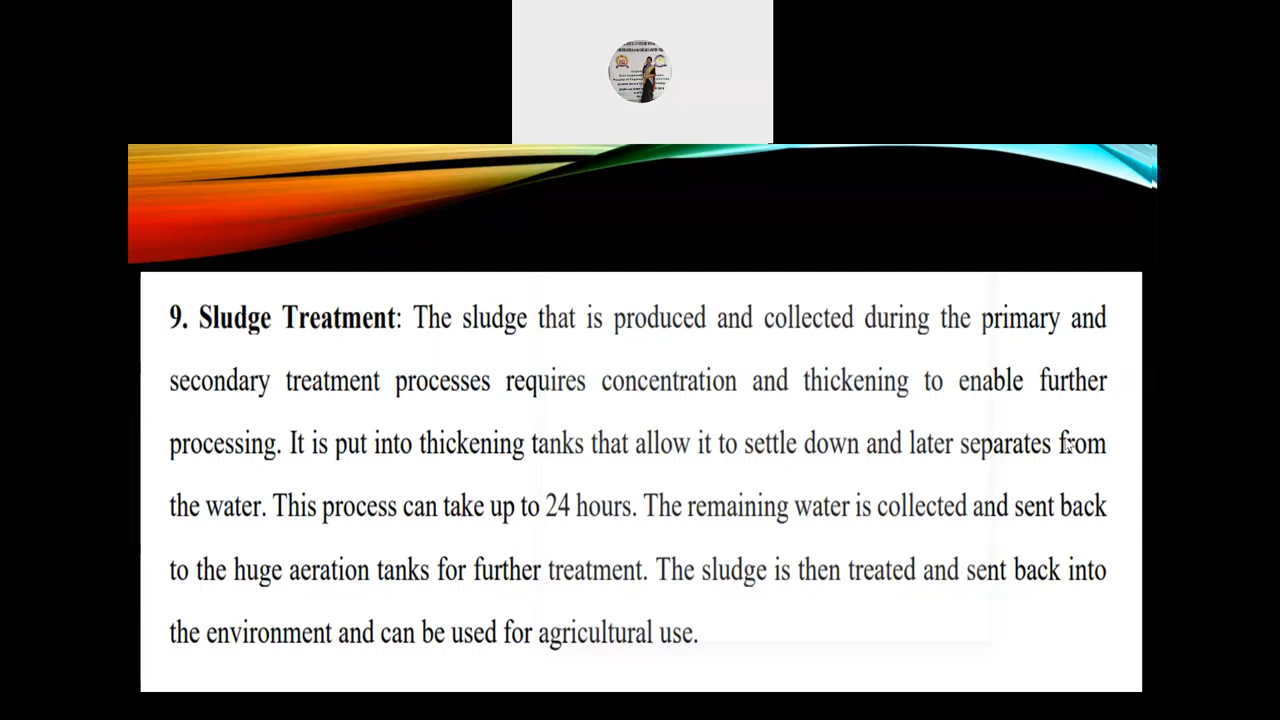 9. Sludge Treatment: The sludge that is produced and collected during the primary and
secondary treatment processes requires concentration and thickening to enable further
processing. It is put into thickening tanks that allow it to settle down and later separates from
the water. This process can take up to 24 hours. The remaining water is collected and sent back
to the huge aeration tanks for further treatment. The sludge is then treated and sent back into
the environment and can be used for agricultural use.